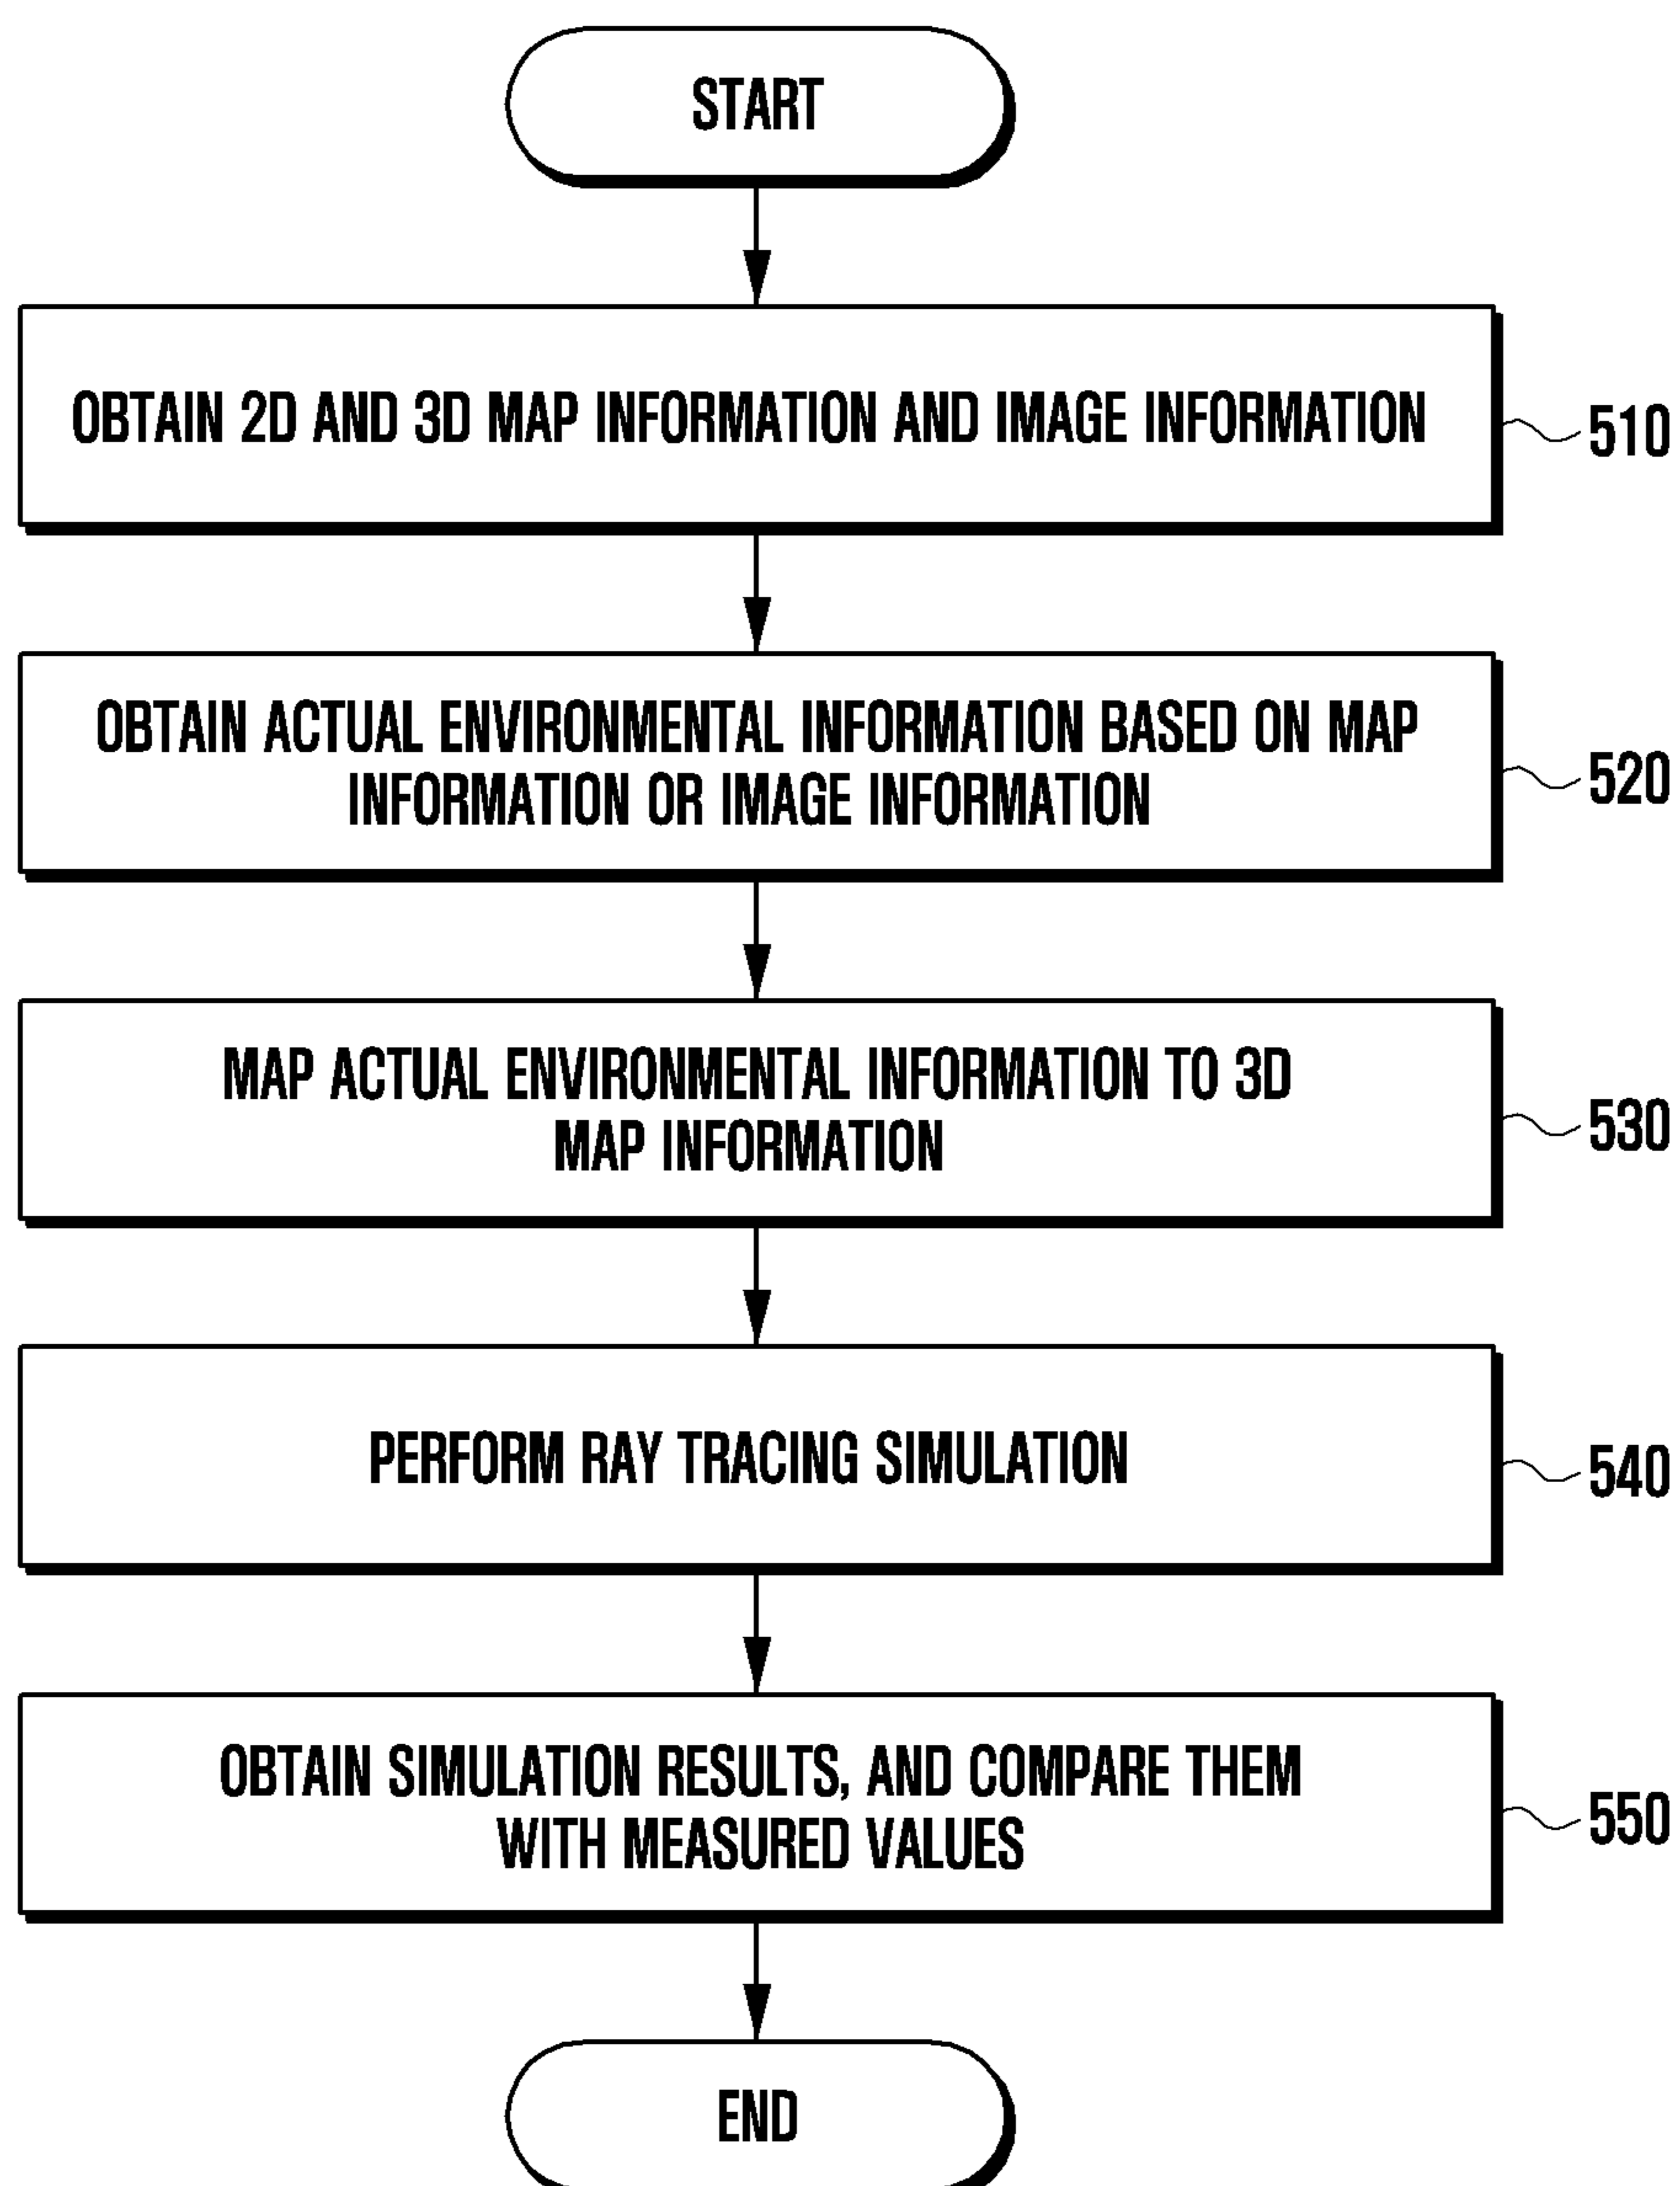 START
OBTAIN 2D AND 3D MAP INFORMATION AND IMAGE INFORMATION
510
OBTAIN ACTUAL ENVIRONMENTAL INFORMATION BASED ON MAP
INFORMATION OR IMAGE INFORMATION
520
MAP ACTUAL ENVIRONMENTAL INFORMATION TO 3D
MAP INFORMATION
530
PERFORM RAY TRACING SIMULATION
540
OBTAIN SIMULATION RESULTS, AND COMPARE THEM
WITH MEASURED VALUES
550
END